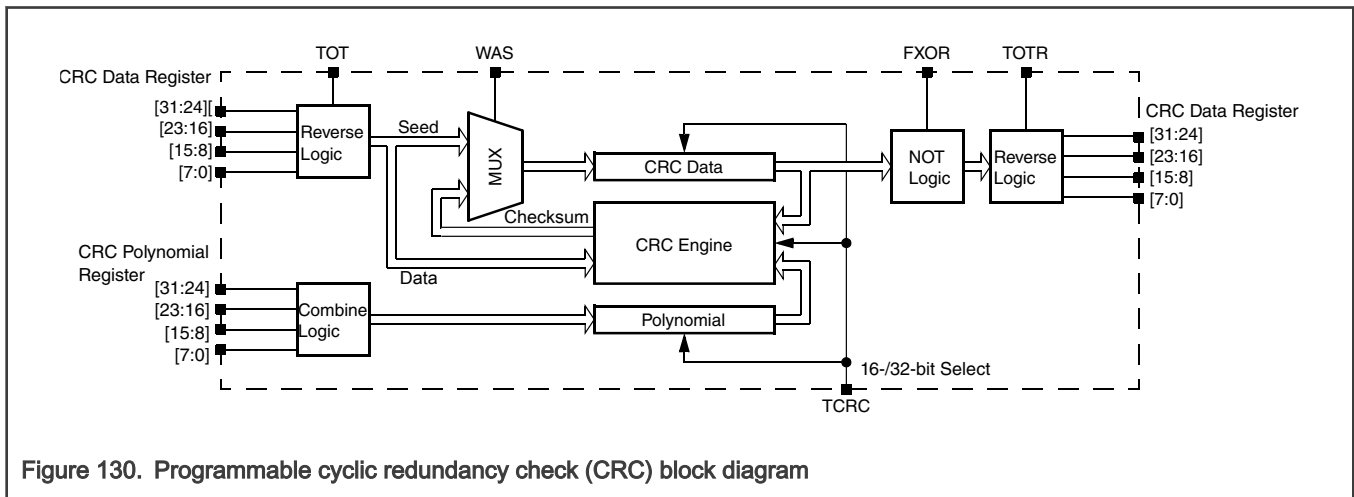 TOT
WAS
FXOR
TOTR
CRC Data Register
[31:24][
[23:16]
[15:8]
[7:0]
Reverse
Logic
Seed
MUX
CRC Data
NOT
Logic
Reverse
Logic
CRC Data Register
[31:24]
[23:16]
[15:8]
[7:0]
Checksum
CRC Engine
Data
CRC Polynomial
Register
[31:24]
[23:16]
[15:8]
[7:0]
Combine
Logic
Polynomial
16-/32-bit Select
TCRC
Figure 130. Programmable cyclic redundancy check (CRC) block diagram